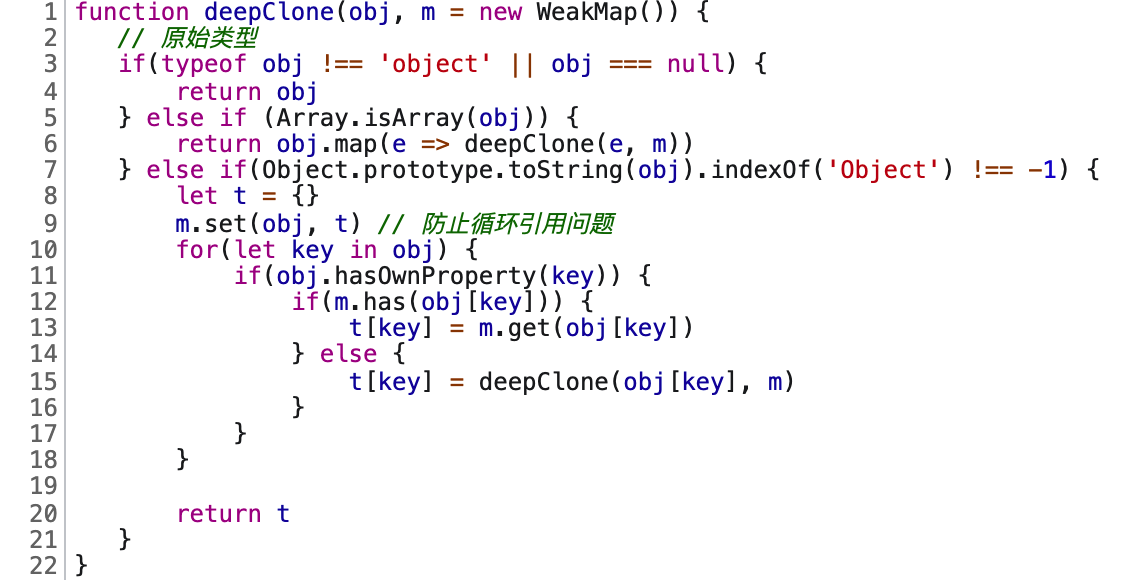 1 function deepClone(obj, m = new WeakMap()) {
2 // 原始类型
3 if(typeof obj !== 'object' || obj === null) {
4 return obj
5 } else if (Array.isArray(obj)) {
6 return obj.map(e => deepClone(e, m))
7 } else if(Object.prototype.toString(obj).indexOf('Object') !== -1) {
8 let t = {}
9 m.set(obj, t) // 防止循环引用问题
10 for(let key in obj) {
11 if(obj.hasOwnProperty(key)) {
12 if(m.has(obj[key])) {
13 t[key] = m.get(obj[key])
14 } else {
15 t[key] = deepClone(obj[key], m)
16 }
17 }
18 }
19
20 return t
21 }
22 }